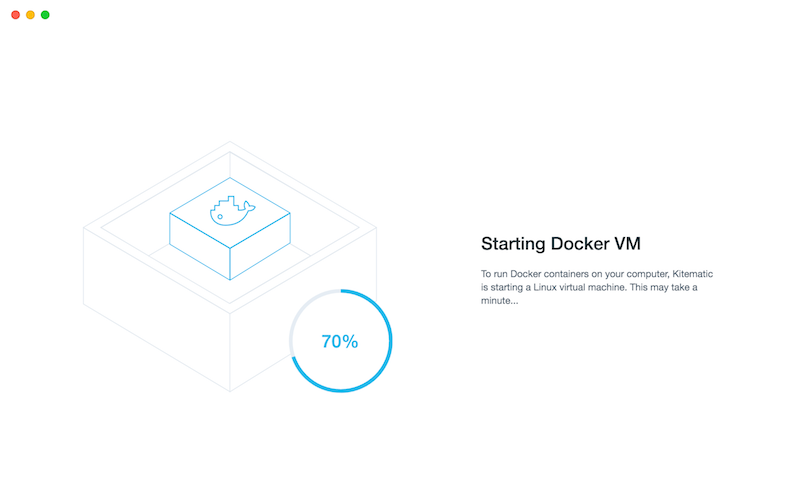 Starting Docker VM
To run Docker containers on your computer, Kitematic
is starting a Linux virtual machine. This may take a
minute...
70%